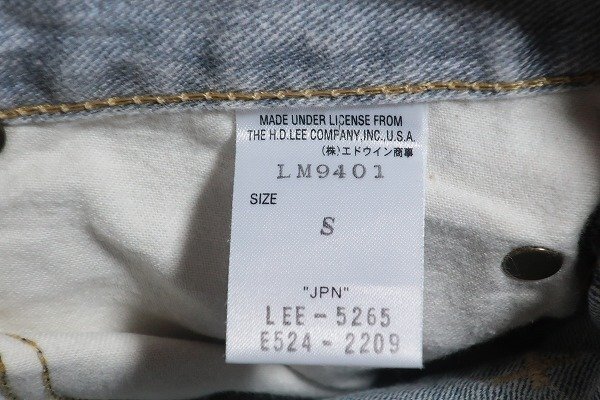 MADE UNDER LICENSE FROM
THE H.D.LEE COMPANY,INC.,U.S.A.
(株)エドウイン商事
LM9401
SIZE
S
"JPN"
LEE-5265
E524-2209